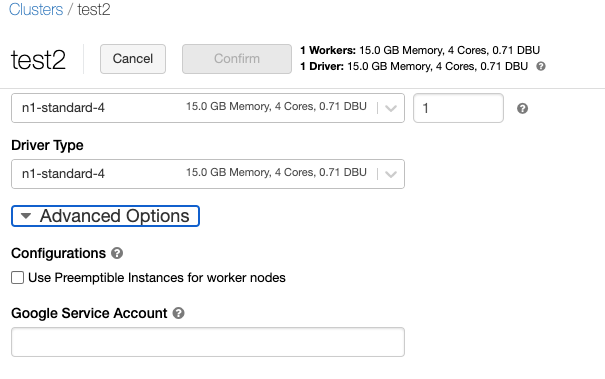 Clusters / test2
test2
Cancel
Confirm
1 Workers: 15.0 GB Memory, 4 Cores, 0.71 DBU
1 Driver: 15.0 GB Memory, 4 Cores, 0.71 DBU ?
n1-standard-4 15.0 GB Memory, 4 Cores, 0.71 DBU 1 ?
Driver Type
n1-standard-4 15.0 GB Memory, 4 Cores, 0.71 DBU
Advanced Options
Configurations ?
Use Preemptible Instances for worker nodes
Google Service Account ?